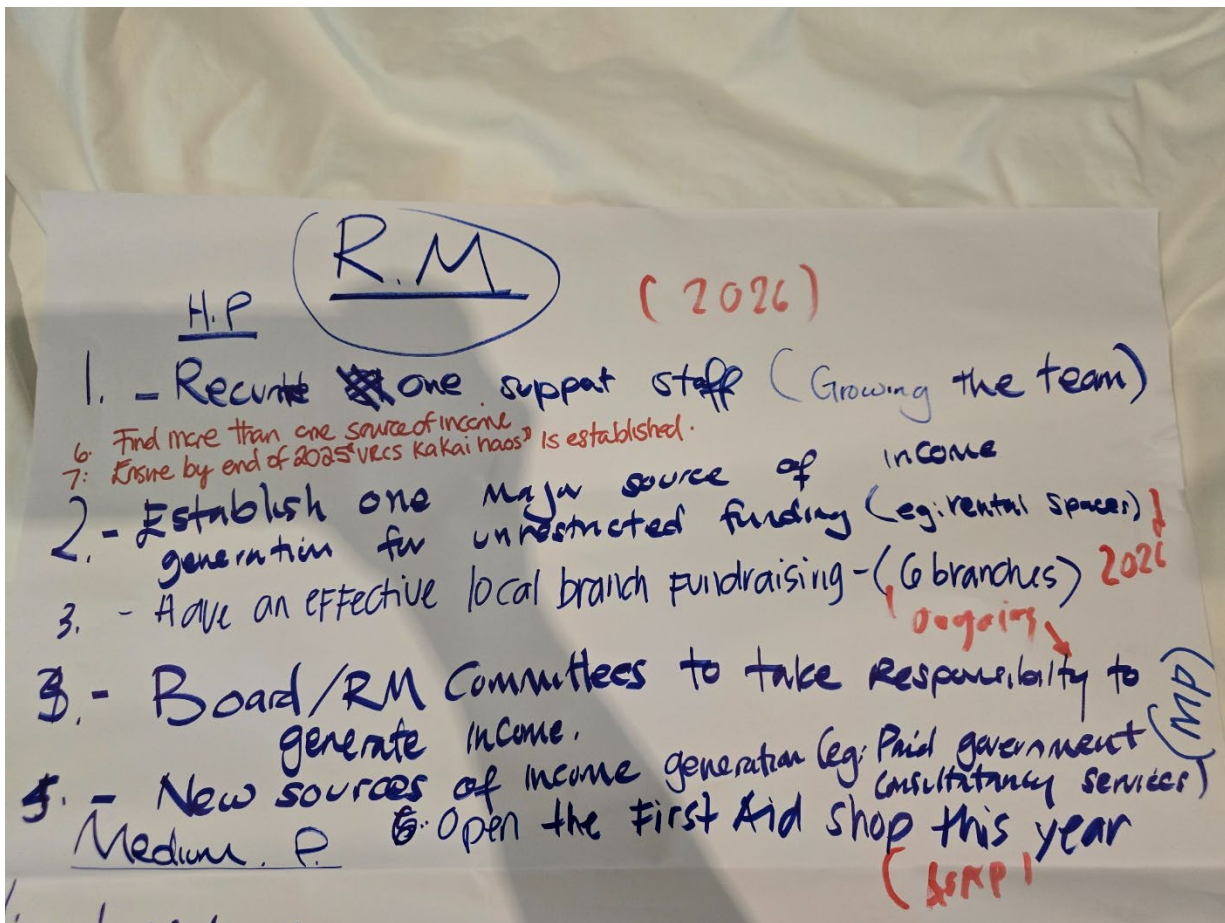 R.M
H.P
(2026)
1. - Recruite one support staff (Growing the team)
6. Find more than one source of income
7: Ensure by end of 2025 "VRCS Kakai haos" is established.
2. - Establish one major source of income
generation for unrestricted funding (eg: rental spaces)
2026
3. - Have an effective local branch fundraising - (6 branches)
ongoing
- Board/RM Committees to take Responsibility to
generate income.
(MIP)
5. - New sources of income generation (eg: Paid government
consultatancy services)
6. Open the First Aid shop this year
Medium. P.